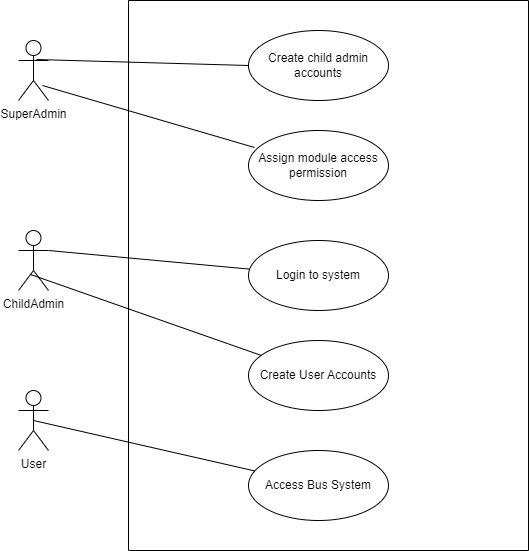 Create child admin
accounts
SuperAdmin
Assign module access
permission
Login to system
ChildAdmin
Create User Accounts
User
Access Bus System